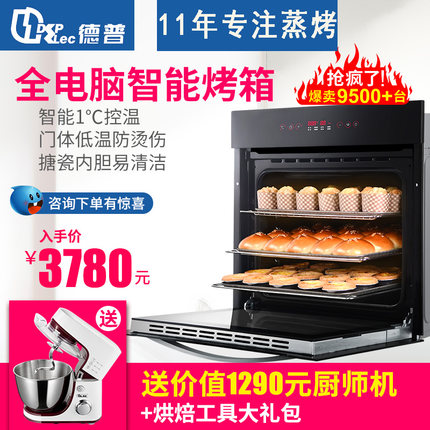 Depelec 德普
11年专注蒸烤
全电脑智能烤箱
抢疯了!
爆卖9500+台
智能1℃控温
门体低温防烫伤
搪瓷内胆易清洁
咨询下单有惊喜
入手价
¥3780元
送
送价值1290元厨师机
+烘焙工具大礼包